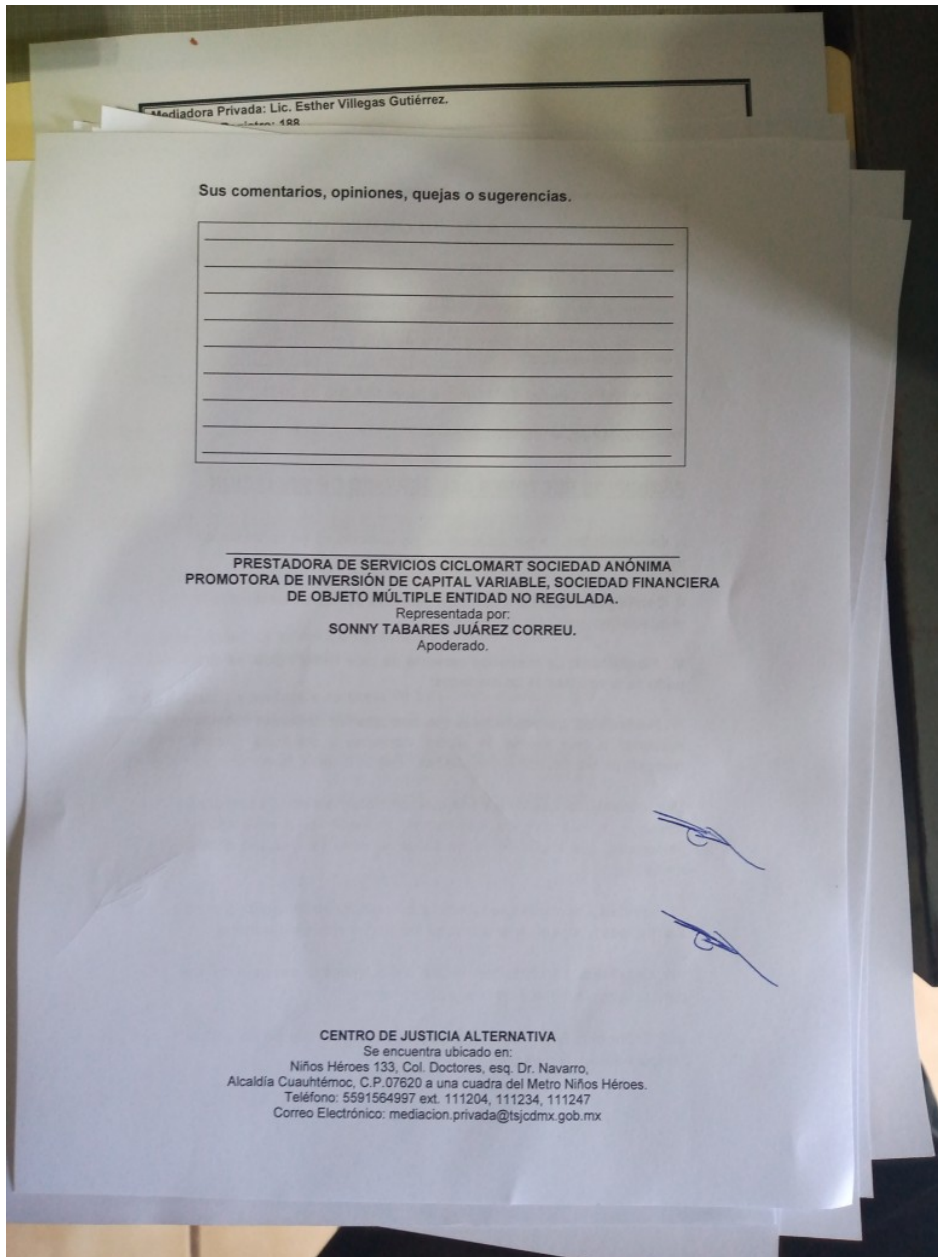 Mediadora Privada: Lic. Esther Villegas Gutiérrez.
188
Sus comentarios, opiniones, quejas o sugerencias.
PRESTADORA DE SERVICIOS CICLOMART SOCIEDAD ANÓNIMA
PROMOTORA DE INVERSIÓN DE CAPITAL VARIABLE, SOCIEDAD FINANCIERA
DE OBJETO MÚLTIPLE ENTIDAD NO REGULADA.
Representada por:
SONNY TABARES JUÁREZ CORREU.
Apoderado.
CENTRO DE JUSTICIA ALTERNATIVA
Se encuentra ubicado en:
Niños Héroes 133, Col. Doctores, esq. Dr. Navarro,
Alcaldía Cuauhtémoc, C.P.07620 a una cuadra del Metro Niños Héroes.
Teléfono: 5591564997 ext. 111204, 111234, 111247
Correo Electrónico: mediacion.privada@tsjcdmx.gob.mx